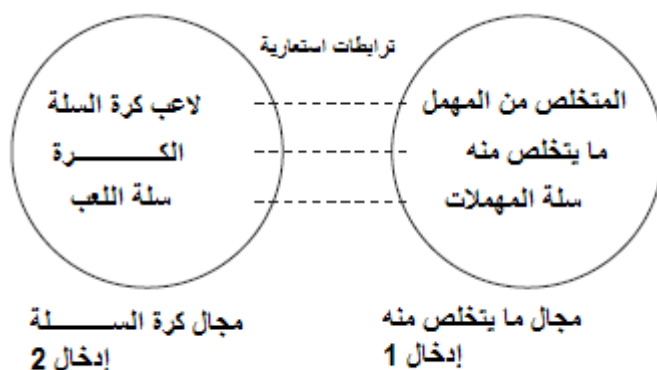 ترابطات استعارية
المتخلص من المهمل
ما يتخلص منه
سلة المهملات
لاعب كرة السلة
الكـــــــــرة
سلة اللعب
مجال ما يتخلص منه
إدخال 1
مجال كرة الســـــــلة
إدخال 2